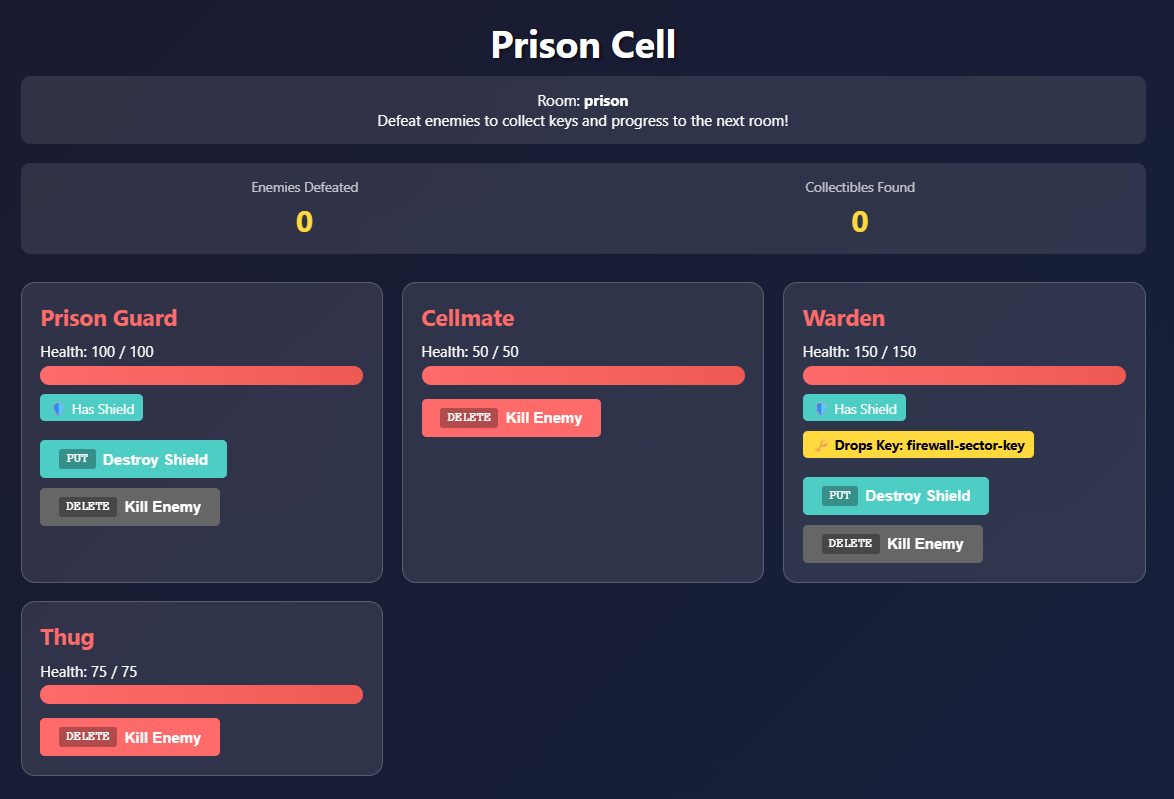 Prison Cell
Room: prison
Defeat enemies to collect keys and progress to the next room!
Enemies Defeated
0
Collectibles Found
0
Prison Guard
Health: 100 / 100
Has Shield
PUT Destroy Shield
DELETE Kill Enemy
Cellmate
Health: 50 / 50
DELETE Kill Enemy
Warden
Health: 150 / 150
Has Shield
Drops Key: firewall-sector-key
PUT Destroy Shield
DELETE Kill Enemy
Thug
Health: 75 / 75
DELETE Kill Enemy